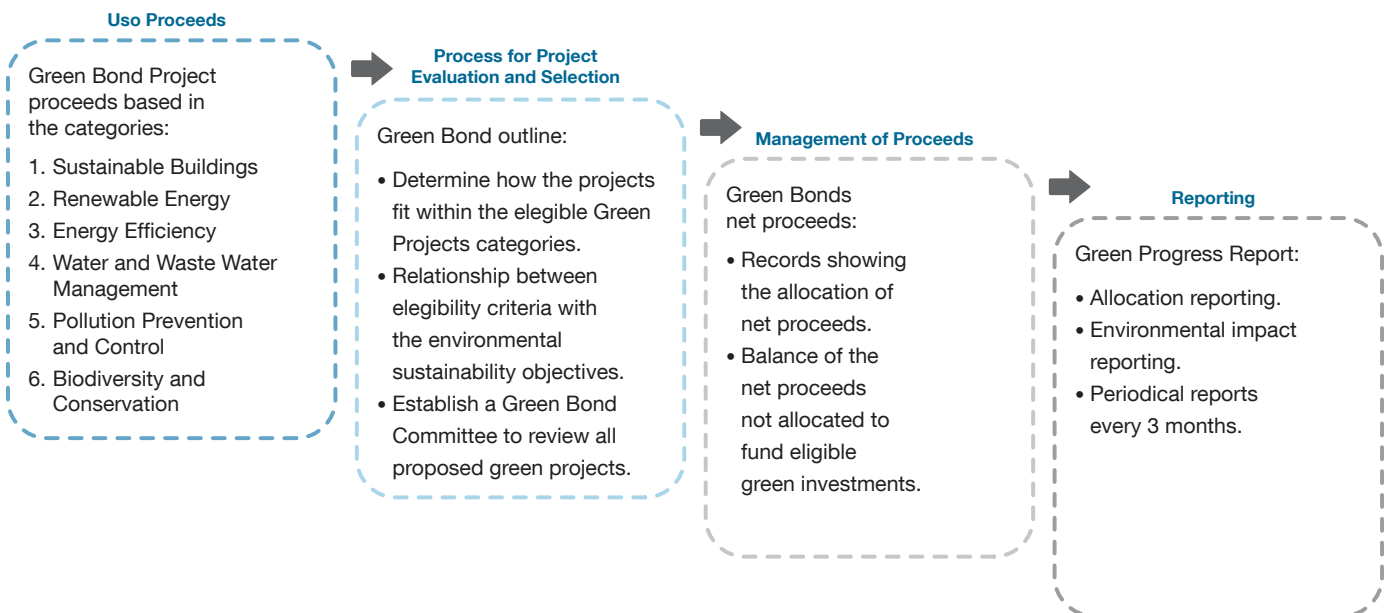 Uso Proceeds
Green Bond Project
proceeds based in
the categories:
1. Sustainable Buildings
2. Renewable Energy
3. Energy Efficiency
4. Water and Waste Water
Management
5. Pollution Prevention
and Control
6. Biodiversity and
Conservation
Process for Project
Evaluation and Selection
Green Bond outline:
• Determine how the projects
fit within the elegible Green
Projects categories.
• Relationship between
elegibility criteria with
the environmental
sustainability objectives.
• Establish a Green Bond
Committee to review all
proposed green projects.
Management of Proceeds
Green Bonds
net proceeds:
• Records showing
the allocation of
net proceeds.
• Balance of the
net proceeds
not allocated to
fund eligible
green investments.
Reporting
Green Progress Report:
• Allocation reporting.
• Environmental impact
reporting.
• Periodical reports
every 3 months.